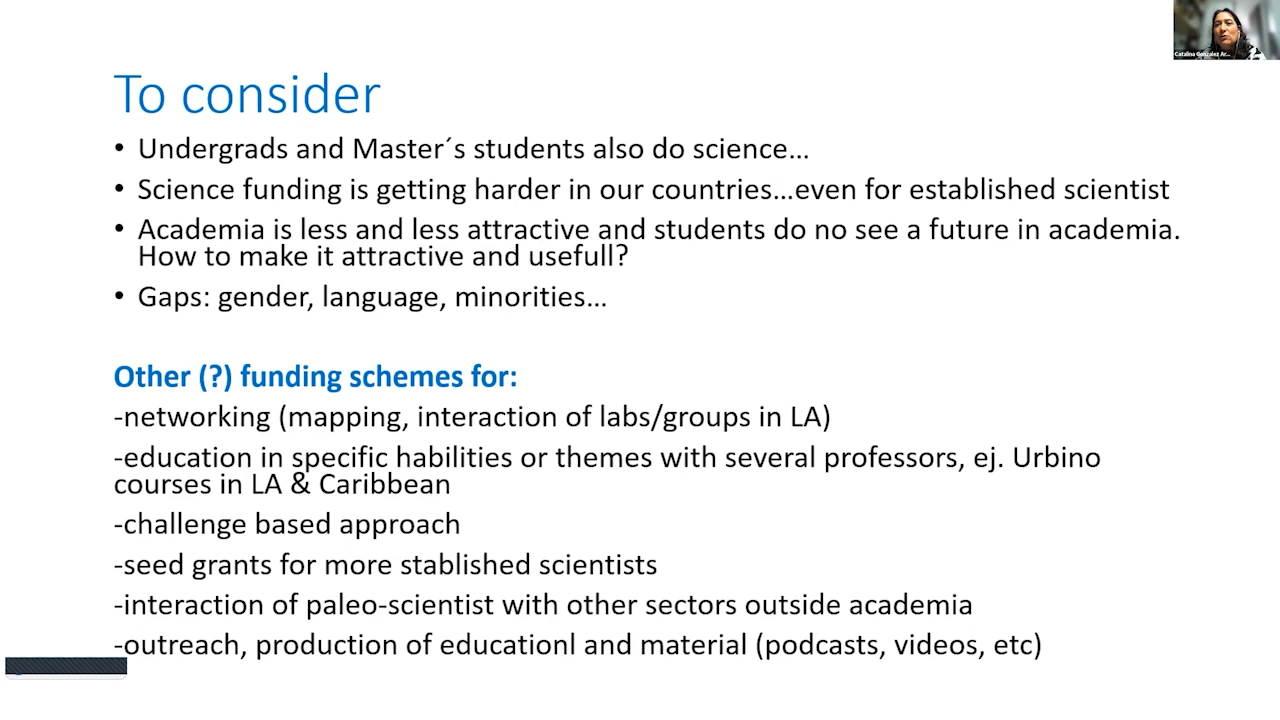 Catalina Gonzalez Ar...
To consider
• Undergrads and Master´s students also do science...
• Science funding is getting harder in our countries...even for established scientist
• Academia is less and less attractive and students do no see a future in academia.
How to make it attractive and usefull?
• Gaps: gender, language, minorities...
Other (?) funding schemes for:
-networking (mapping, interaction of labs/groups in LA)
-education in specific habilities or themes with several professors, ej. Urbino
courses in LA & Caribbean
-challenge based approach
-seed grants for more stablished scientists
-interaction of paleo-scientist with other sectors outside academia
-outreach, production of educationl and material (podcasts, videos, etc)